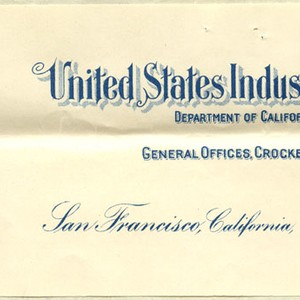 United States Indus
DEPARTMENT OF CALIFOR
GENERAL OFFICES, CROCKE
San Francisco, California,